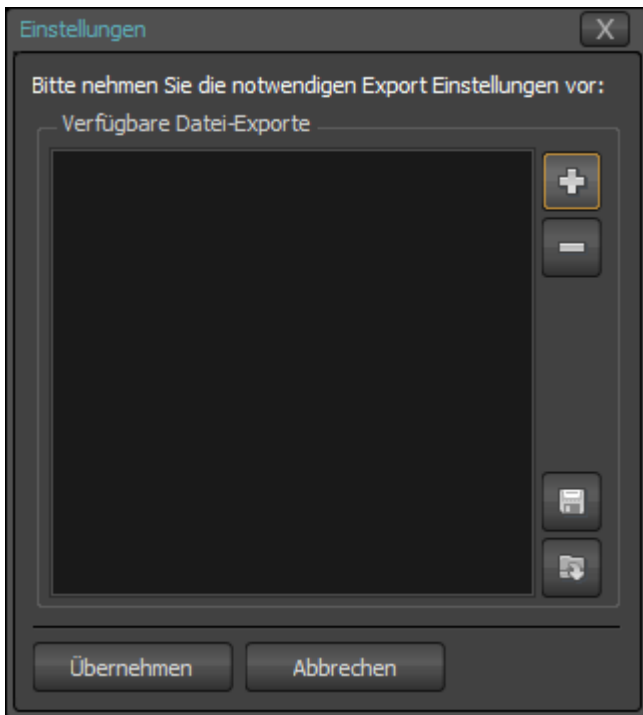 Einstellungen
X
Bitte nehmen Sie die notwendigen Export Einstellungen vor:
Verfügbare Datei-Exporte
Übernehmen
Abbrechen